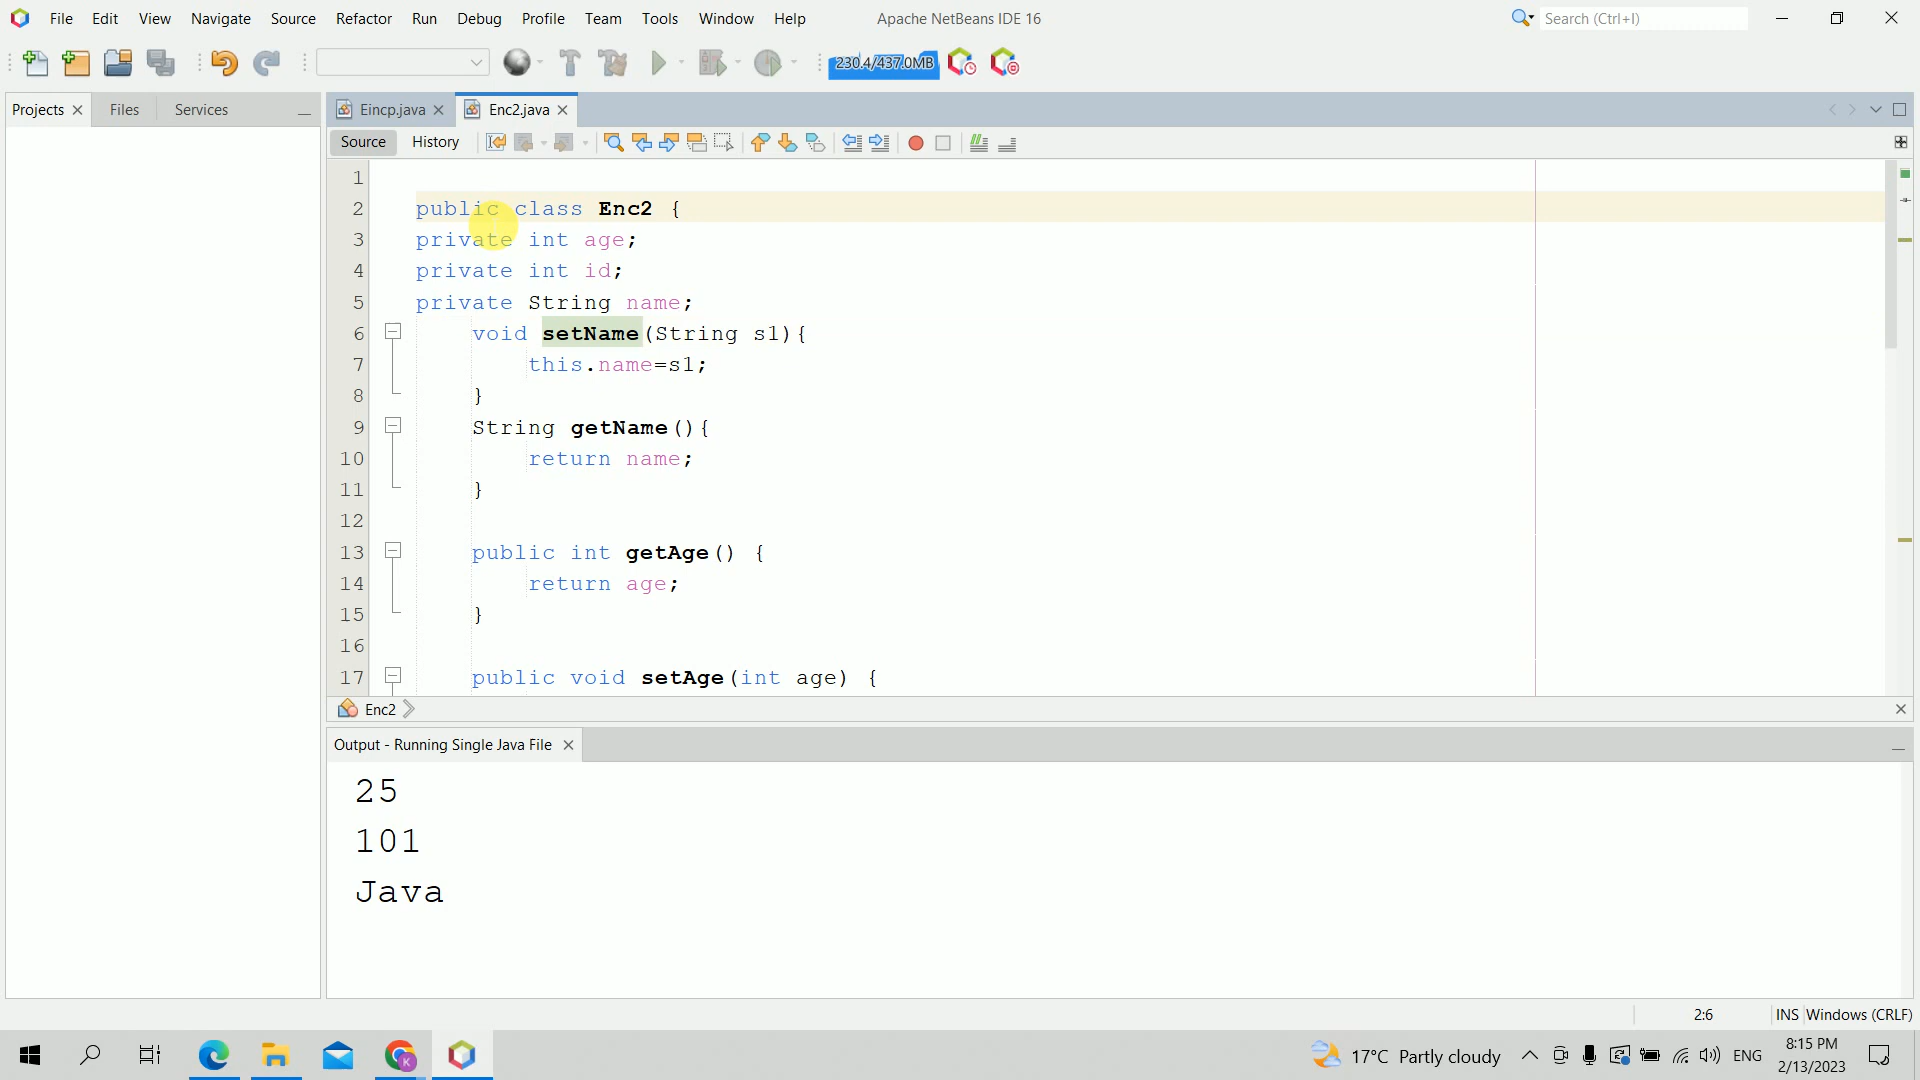 File Edit View Navigate Source Refactor Run Debug Profile Team Tools Window Help Apache NetBeans IDE 16 Search (Ctrl+I)
230.4/437.0MB
Projects Files Services Eincp.java Enc2.java
Source History
1
2 public class Enc2 {
3 private int age;
4 private int id;
5 private String name;
6 void setName(String s1){
7 this.name=s1;
8 }
9 String getName(){
10 return name;
11 }
12
13 public int getAge() {
14 return age;
15 }
16
17 public void setAge(int age) {
Enc2
Output - Running Single Java File
25
101
Java
2:6 INS Windows (CRLF)
K 17°C Partly cloudy ENG 8:15 PM
2/13/2023